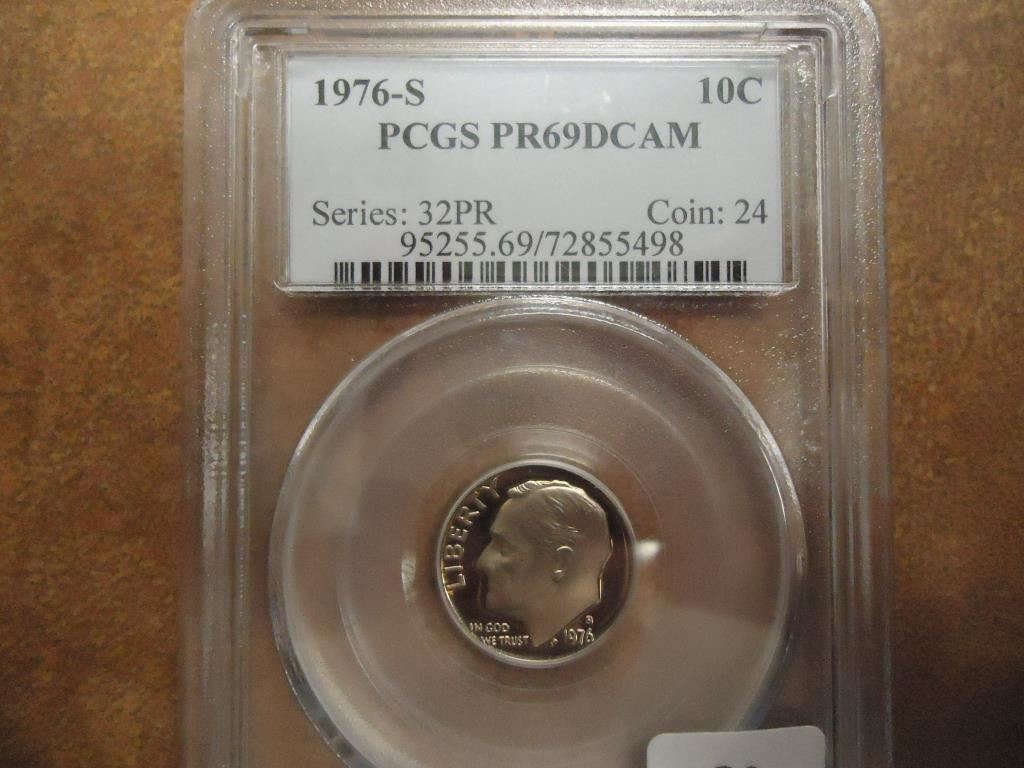 1976-S 10C
PCGS PR69DCAM
Series: 32PR Coin: 24
95255.69/72855498
LIBERTY
IN GOD
WE TRUST
S
1976